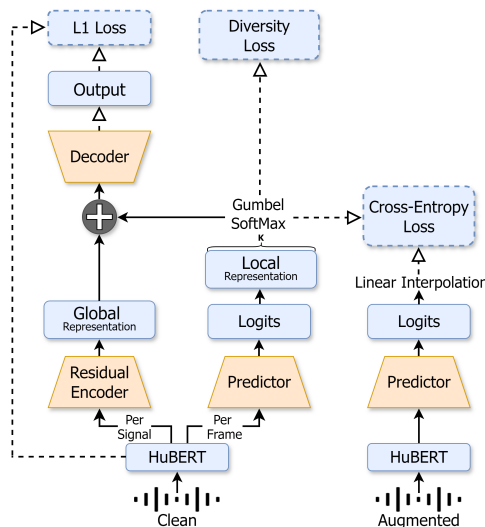 L1 Loss
Diversity
Loss
Output
Decoder
Gumbel
SoftMax
K
Cross-Entropy
Loss
Local
Representation
Linear Interpolation
Global
Representation
Logits
Logits
Residual
Encoder
Predictor
Predictor
Per
Signal
Per
Frame
HuBERT
HuBERT
Clean
Augmented